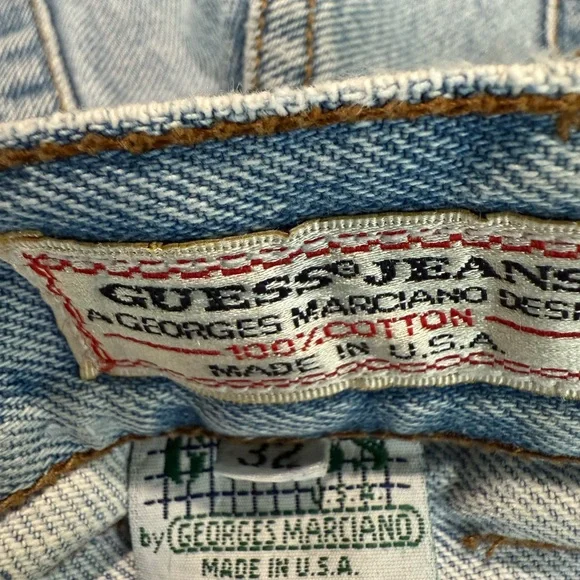 GUESS® JEANS
A GEORGES MARCIANO DESI
100% COTTON
MADE IN U.S.A.
32
U.S.A.
by GEORGES MARCIANO
MADE IN U.S.A.